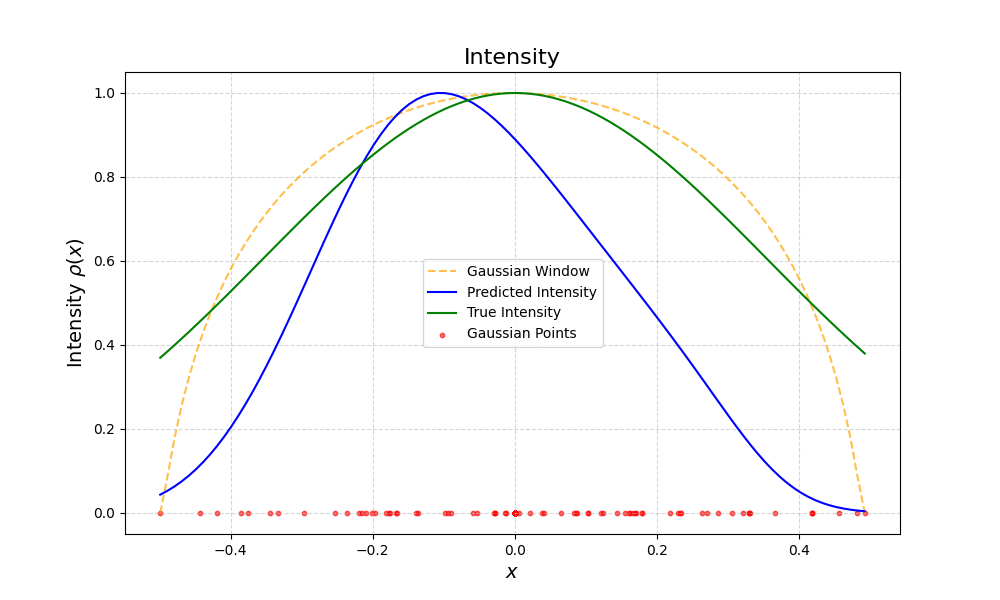 Intensity
Intensity ρ(x)
1.0
0.8
0.6
0.4
0.2
0.0
Gaussian Window
Predicted Intensity
True Intensity
Gaussian Points
−0.4 −0.2 0.0 0.2 0.4
x